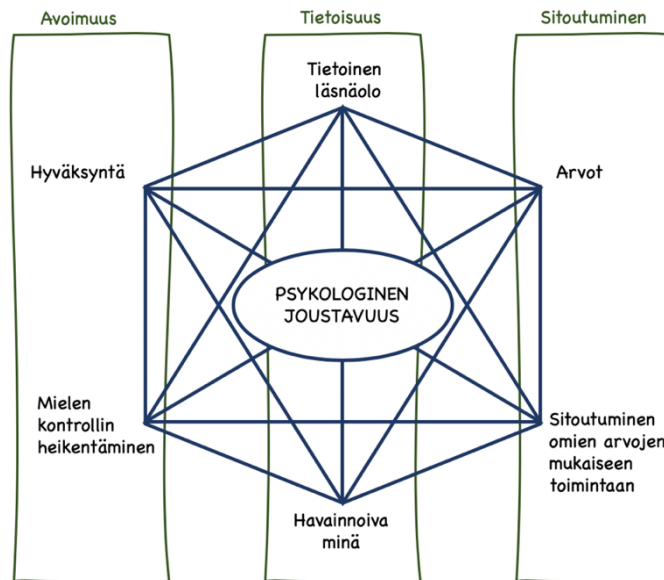 Avoimuus
Tietoisuus
Sitoutuminen
Tietoinen
läsnäolo
Hyväksyntä
Arvot
PSYKOLOGINEN
JOUSTAVUUS
Mielen
kontrollin
heikentäminen
Sitoutuminen
omien arvojen
mukaiseen
toimintaan
Havainnoiva
minä